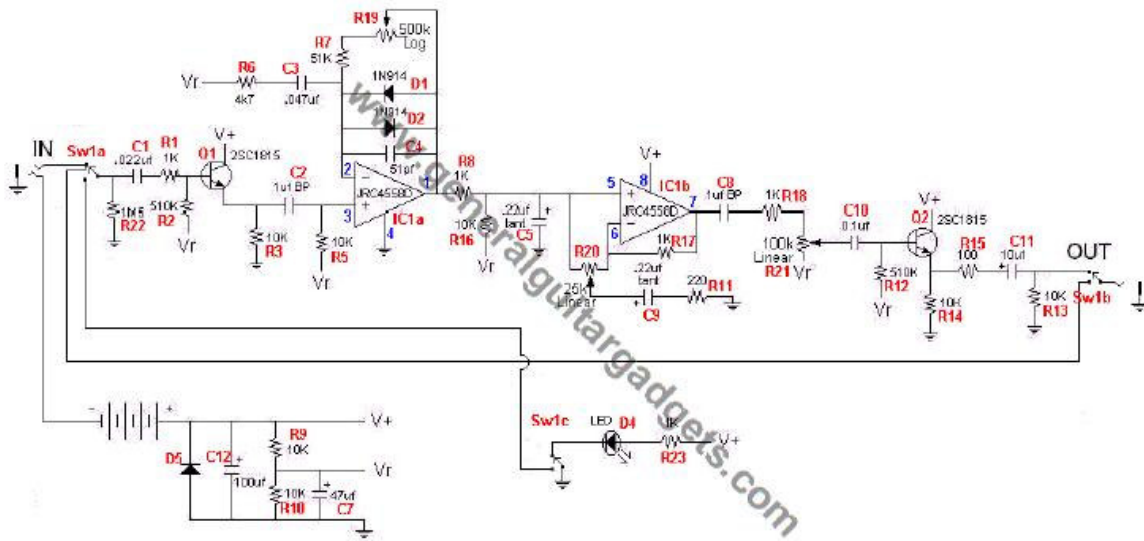 R19
500k
Log
R7
51K
R6
4k7
C3
.047uf
Vr
1N914
D1
1N914
D2
C4
51pf
IN
Sw1a
C1
.022uf
R1
1K
Q1
2SC1815
V+
C2
1uf BP
2
3
1
4
JRC4558D
IC1a
R8
1K
1M5
R22
510K
R2
Vr
10K
R3
10K
R5
Vr
10K
R16
Vr
.22uf
tant
C5
R20
25k
Linear
5
6
7
8
V+
IC1b
JRC4558D
1K
R17
.22uf
tant
C9
220
R11
C8
1uf BP
1K
R18
100k
Linear
R21
Vr
C10
0.1uf
Q2
V+
2SC1815
510K
R12
Vr
R15
100
C11
10uf
10K
R14
10K
R13
OUT
Sw1b
Sw1c
LED
D4
1K
R23
V+
-
+
V+
D5
C12
100uf
R9
10K
Vr
10K
R10
47uf
C7
www.generalguitargadgets.com